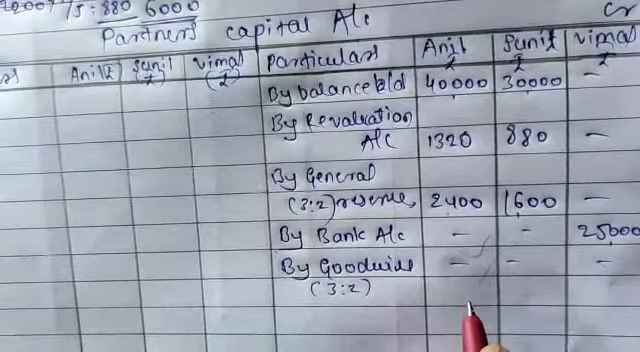 /5 : 880 6000
Partners capital A/c
Cr
Anil(₹) Sunil ₹ Vimal (₹) particulars Anil ₹ Sunil ₹ Vimal ₹
By balance b/d 40000 30000 –
By Revaluation
A/c 1320 880 –
By General
(3:2) reserve, 2400 1600 –
By Bank A/c – – 25000
By Goodwill – – –
(3:2)